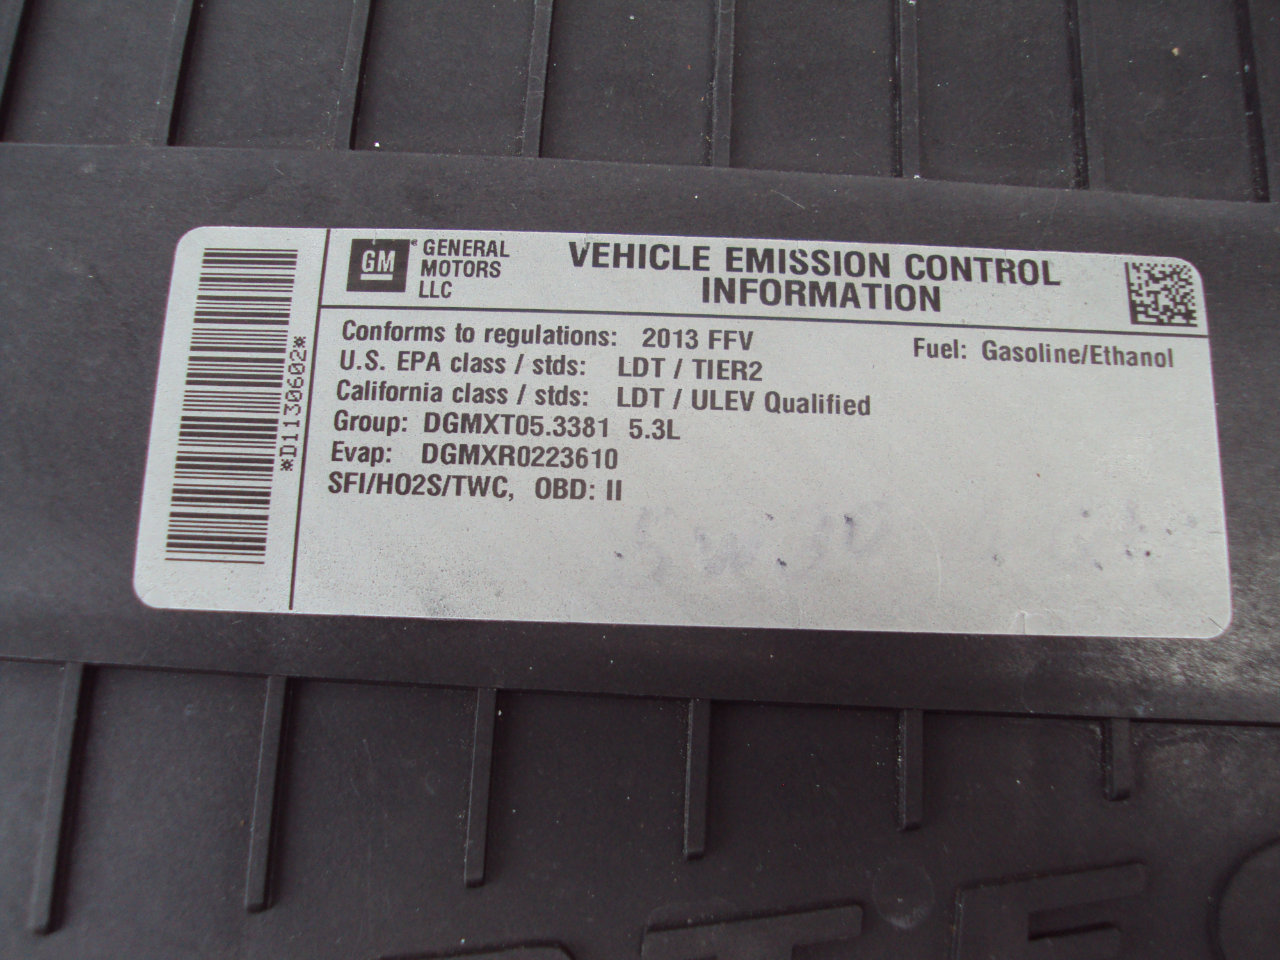 GM
GENERAL
MOTORS
LLC
VEHICLE EMISSION CONTROL
INFORMATION
Conforms to regulations: 2013 FFV
Fuel: Gasoline/Ethanol
U.S. EPA class / stds: LDT / TIER2
California class / stds: LDT / ULEV Qualified
Group: DGMXT05.3381 5.3L
Evap: DGMXR0223610
SFI/HO2S/TWC, OBD: II
*D1130602*